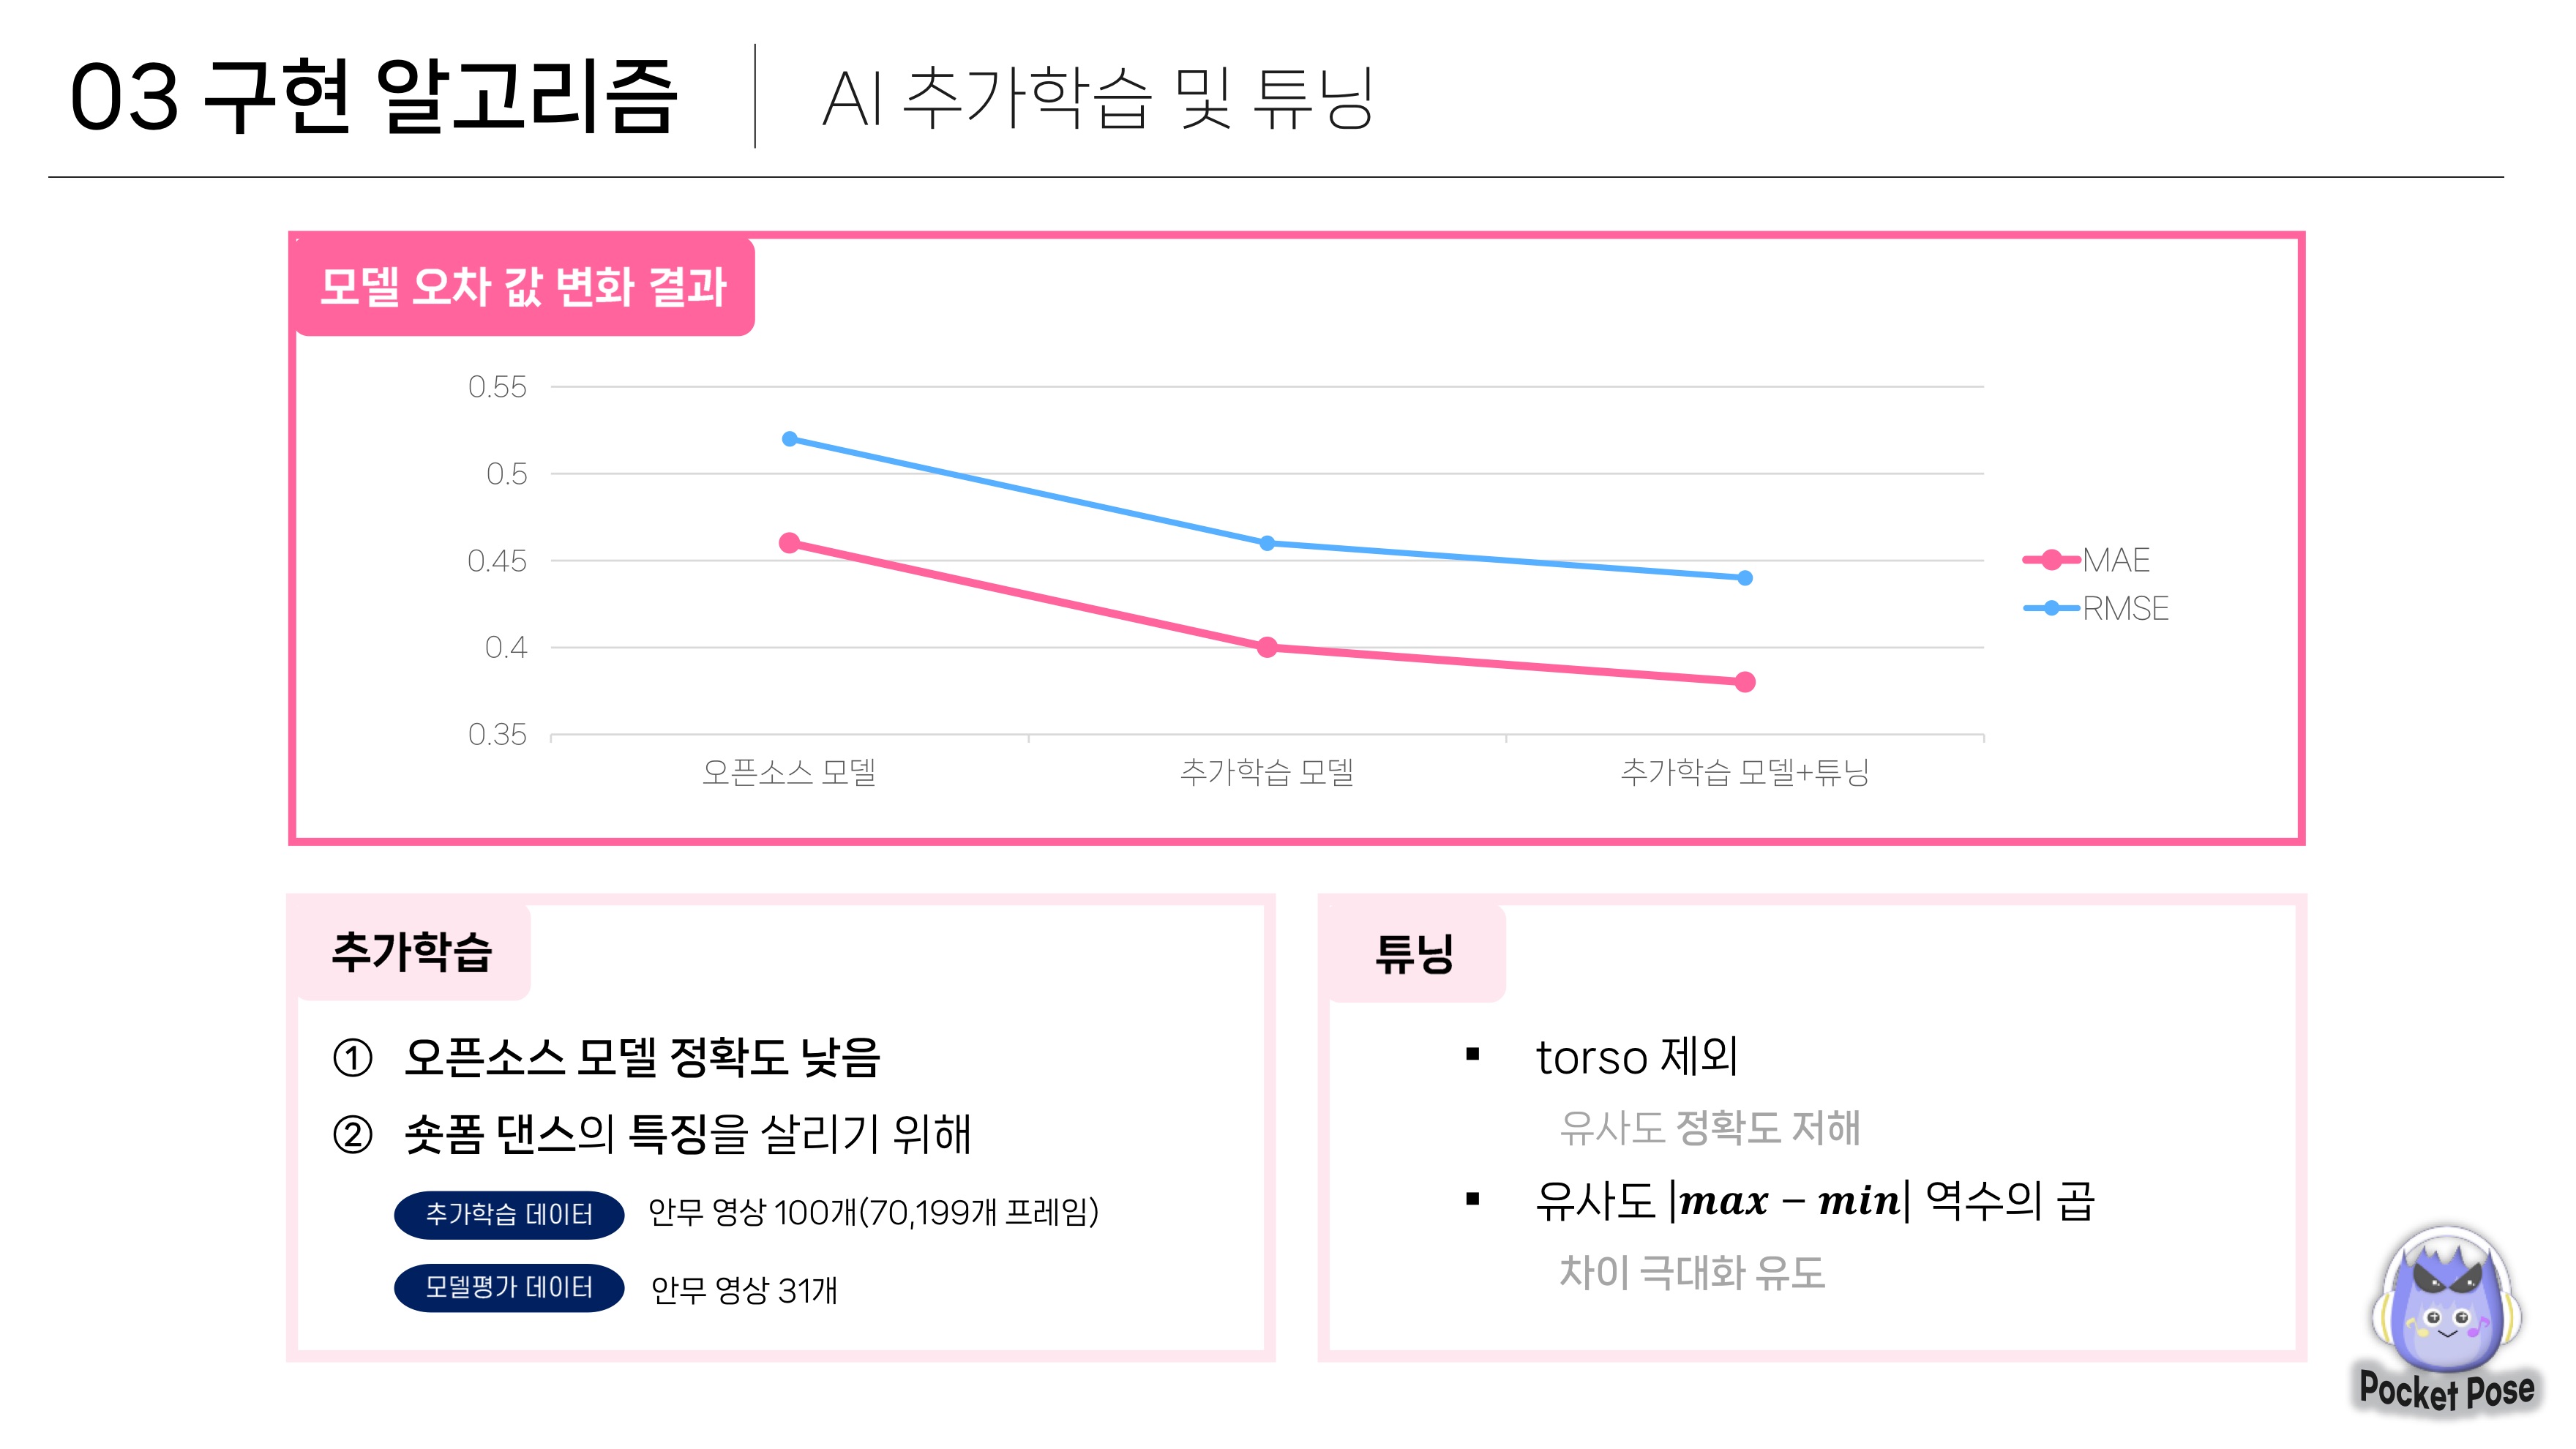 03 구현 알고리즘
AI 추가학습 및 튜닝
모델 오차 값 변화 결과
0.55
0.5
0.45
0.4
0.35
오픈소스 모델
추가학습 모델
추가학습 모델+튜닝
MAE
RMSE
추가학습
① 오픈소스 모델 정확도 낮음
② 숏폼 댄스의 특징을 살리기 위해
추가학습 데이터 안무 영상 100개(70,199개 프레임)
모델평가 데이터 안무 영상 31개
튜닝
▪ torso 제외
유사도 정확도 저해
▪ 유사도 |max − min| 역수의 곱
차이 극대화 유도
Pocket Pose